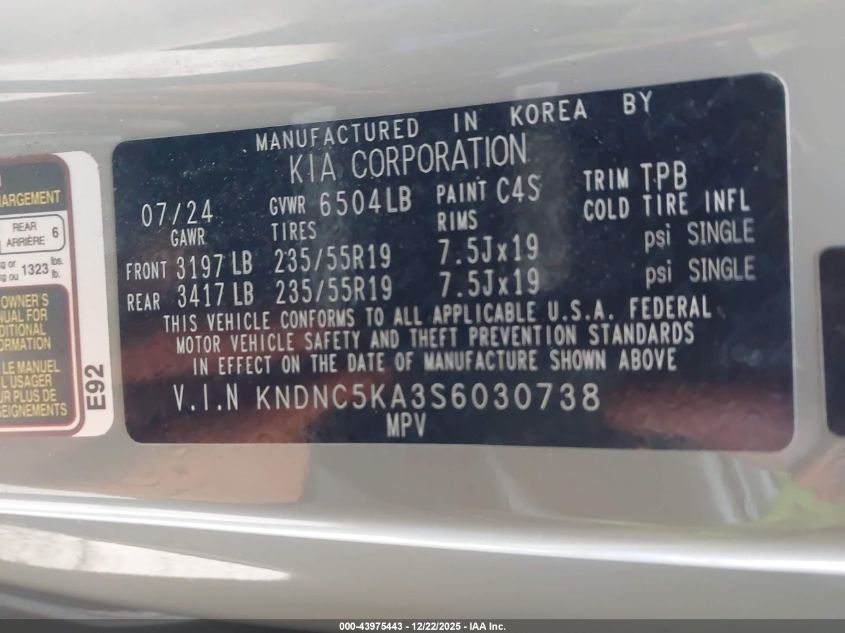 MANUFACTURED IN KOREA BY
KIA CORPORATION
07/24 GVWR 6504LB PAINT C4S TRIM TPB
GAWR TIRES RIMS COLD TIRE INFL
FRONT 3197 LB 235/55R19 7.5Jx19 psi SINGLE
REAR 3417 LB 235/55R19 7.5Jx19 psi SINGLE
THIS VEHICLE CONFORMS TO ALL APPLICABLE U.S.A. FEDERAL
MOTOR VEHICLE SAFETY AND THEFT PREVENTION STANDARDS
IN EFFECT ON THE DATE OF MANUFACTURE SHOWN ABOVE
V.I.N KNDNC5KA3S6030738
MPV
ARGEMENT
REAR
ARRIÈRE 6
ou 1323 lbs.
lb.
OWNER'S
FOR
LE MANUEL
L'USAGER
PLUS DE
E92
000-43975443 - 12/22/2025 - IAA Inc.